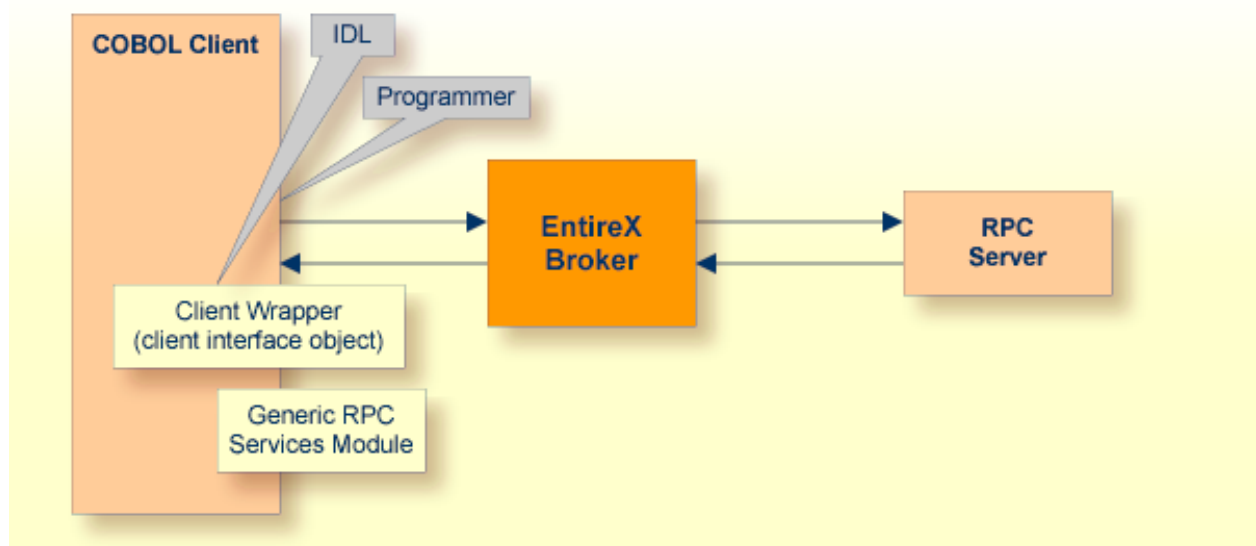 COBOL Client
IDL
Programmer
EntireX
Broker
RPC
Server
Client Wrapper
(client interface object)
Generic RPC
Services Module